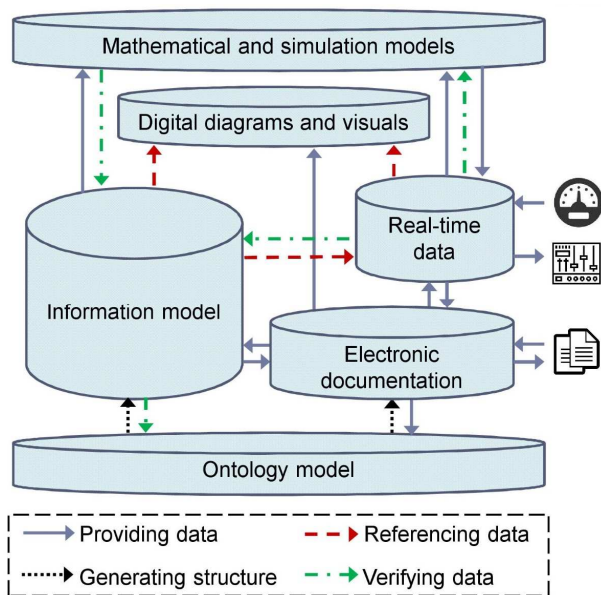 Mathematical and simulation models
Digital diagrams and visuals
Real-time
data
Information model
Electronic
documentation
Ontology model
Providing data
Referencing data
Generating structure
Verifying data